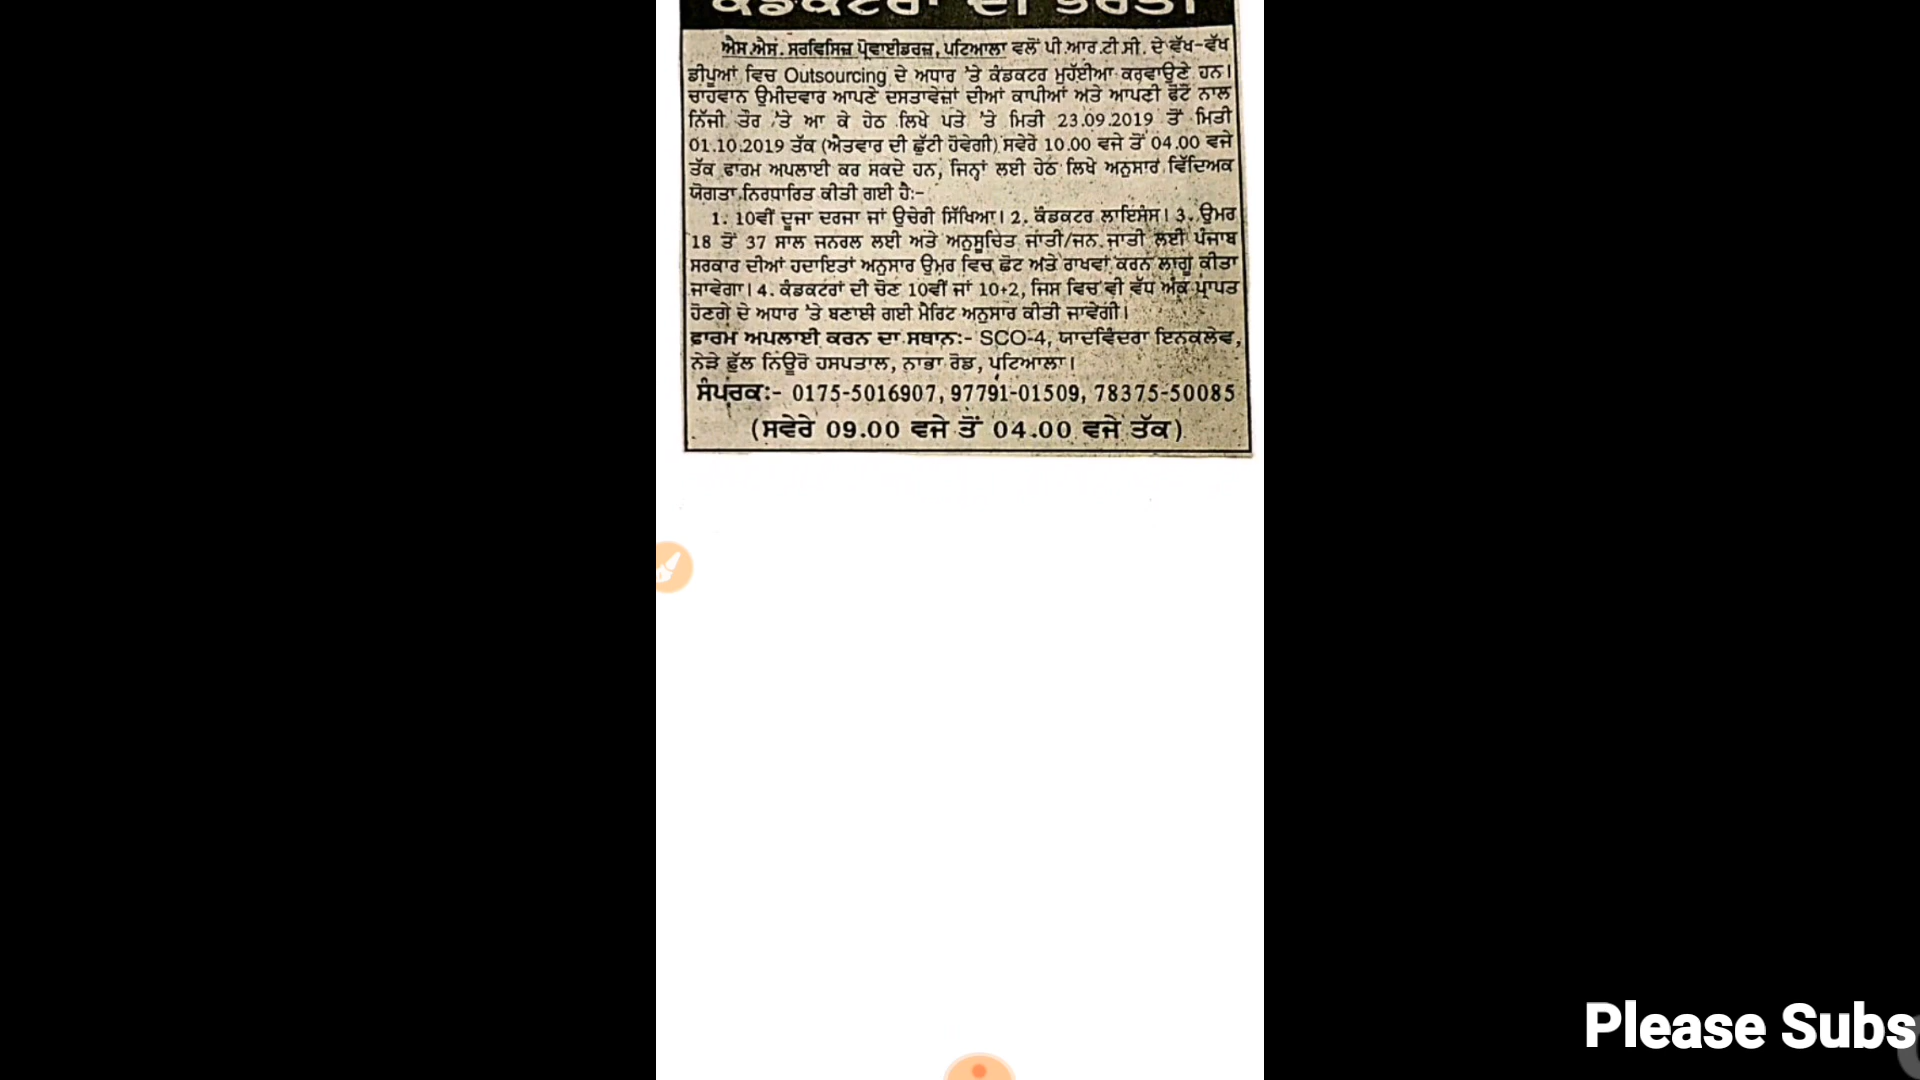 ਕੰਡਕਟਰਾਂ ਦੀ ਭਰਤੀ
ਐਸ.ਐਸ. ਸਰਵਿਸਿਜ਼ ਪ੍ਰੋਵਾਈਡਰਜ਼, ਪਟਿਆਲਾ ਵਲੋਂ ਪੀ.ਆਰ.ਟੀ.ਸੀ. ਦੇ ਵੱਖ-ਵੱਖ
ਡੀਪੂਆਂ ਵਿਚ Outsourcing ਦੇ ਅਧਾਰ 'ਤੇ ਕੰਡਕਟਰ ਮੁਹੱਈਆ ਕਰਵਾਉਣੇ ਹਨ।
ਚਾਹਵਾਨ ਉਮੀਦਵਾਰ ਆਪਣੇ ਦਸਤਾਵੇਜ਼ਾਂ ਦੀਆਂ ਕਾਪੀਆਂ ਅਤੇ ਆਪਣੀ ਫੋਟੋ ਨਾਲ
ਨਿੱਜੀ ਤੌਰ 'ਤੇ ਆ ਕੇ ਹੇਠ ਲਿਖੇ ਪਤੇ 'ਤੇ ਮਿਤੀ 23.09.2019 ਤੋਂ ਮਿਤੀ
01.10.2019 ਤੱਕ (ਐਤਵਾਰ ਦੀ ਛੁੱਟੀ ਹੋਵੇਗੀ) ਸਵੇਰੇ 10.00 ਵਜੇ ਤੋਂ 04.00 ਵਜੇ
ਤੱਕ ਫਾਰਮ ਅਪਲਾਈ ਕਰ ਸਕਦੇ ਹਨ, ਜਿਨ੍ਹਾਂ ਲਈ ਹੇਠ ਲਿਖੇ ਅਨੁਸਾਰ ਵਿੱਦਿਅਕ
ਯੋਗਤਾ ਨਿਰਧਾਰਿਤ ਕੀਤੀ ਗਈ ਹੈ:-
1. 10ਵੀਂ ਦੂਜਾ ਦਰਜਾ ਜਾਂ ਉਚੇਰੀ ਸਿੱਖਿਆ। 2. ਕੰਡਕਟਰ ਲਾਇਸੰਸ। 3. ਉਮਰ
18 ਤੋਂ 37 ਸਾਲ ਜਨਰਲ ਲਈ ਅਤੇ ਅਨੁਸੂਚਿਤ ਜਾਤੀ/ਜਨ ਜਾਤੀ ਲਈ ਪੰਜਾਬ
ਸਰਕਾਰ ਦੀਆਂ ਹਦਾਇਤਾਂ ਅਨੁਸਾਰ ਉਮਰ ਵਿਚ ਛੋਟ ਅਤੇ ਰਾਖਵਾਂ ਕਰਨ ਲਾਗੂ ਕੀਤਾ
ਜਾਵੇਗਾ। 4. ਕੰਡਕਟਰਾਂ ਦੀ ਚੋਣ 10ਵੀਂ ਜਾਂ 10+2, ਜਿਸ ਵਿਚ ਵੀ ਵੱਧ ਅੰਕ ਪ੍ਰਾਪਤ
ਹੋਣਗੇ ਦੇ ਅਧਾਰ 'ਤੇ ਬਣਾਈ ਗਈ ਮੈਰਿਟ ਅਨੁਸਾਰ ਕੀਤੀ ਜਾਵੇਗੀ।
ਫ਼ਾਰਮ ਅਪਲਾਈ ਕਰਨ ਦਾ ਸਥਾਨ:- SCO-4, ਯਾਦਵਿੰਦਰਾ ਇਨਕਲੇਵ,
ਨੇੜੇ ਛੁੱਲ ਨਿਊਰੋ ਹਸਪਤਾਲ, ਨਾਭਾ ਰੋਡ, ਪਟਿਆਲਾ।
ਸੰਪਰਕ:- 0175-5016907, 97791-01509, 78375-50085
(ਸਵੇਰੇ 09.00 ਵਜੇ ਤੋਂ 04.00 ਵਜੇ ਤੱਕ)
Please Subs